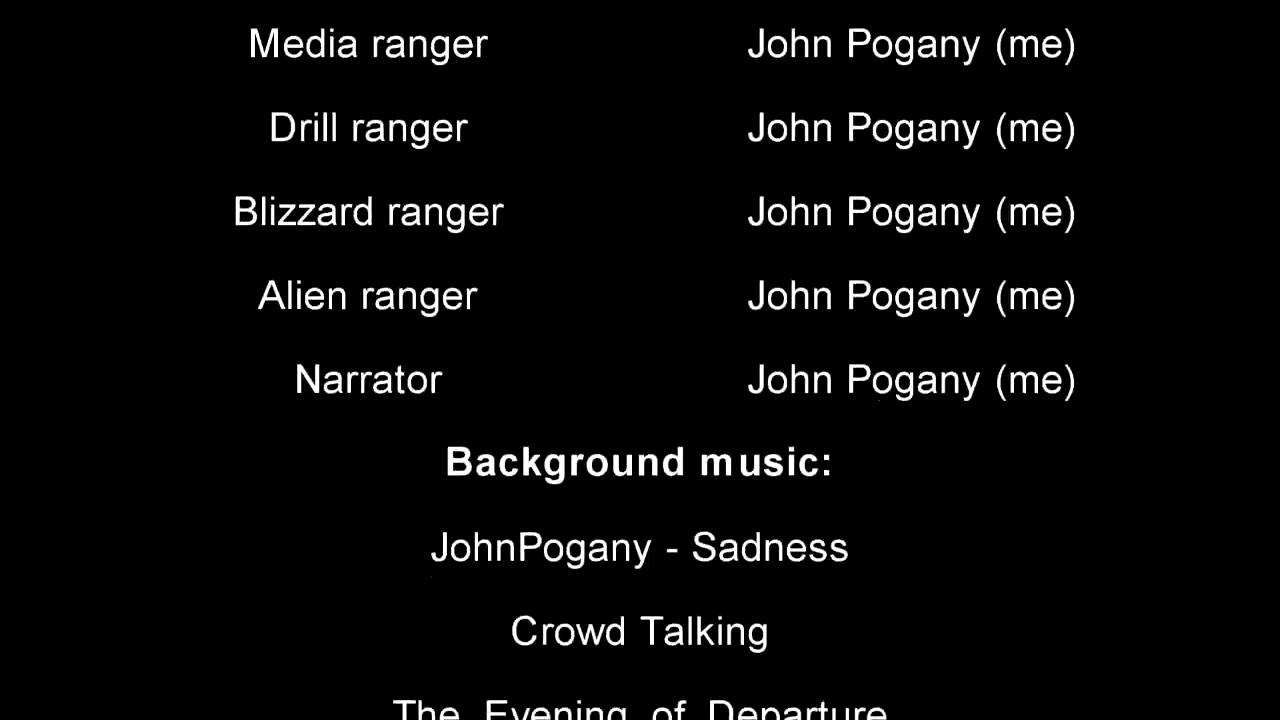 Media ranger John Pogany (me)
Drill ranger John Pogany (me)
Blizzard ranger John Pogany (me)
Alien ranger John Pogany (me)
Narrator John Pogany (me)
Background music:
JohnPogany - Sadness
Crowd Talking
The Evening of Departure